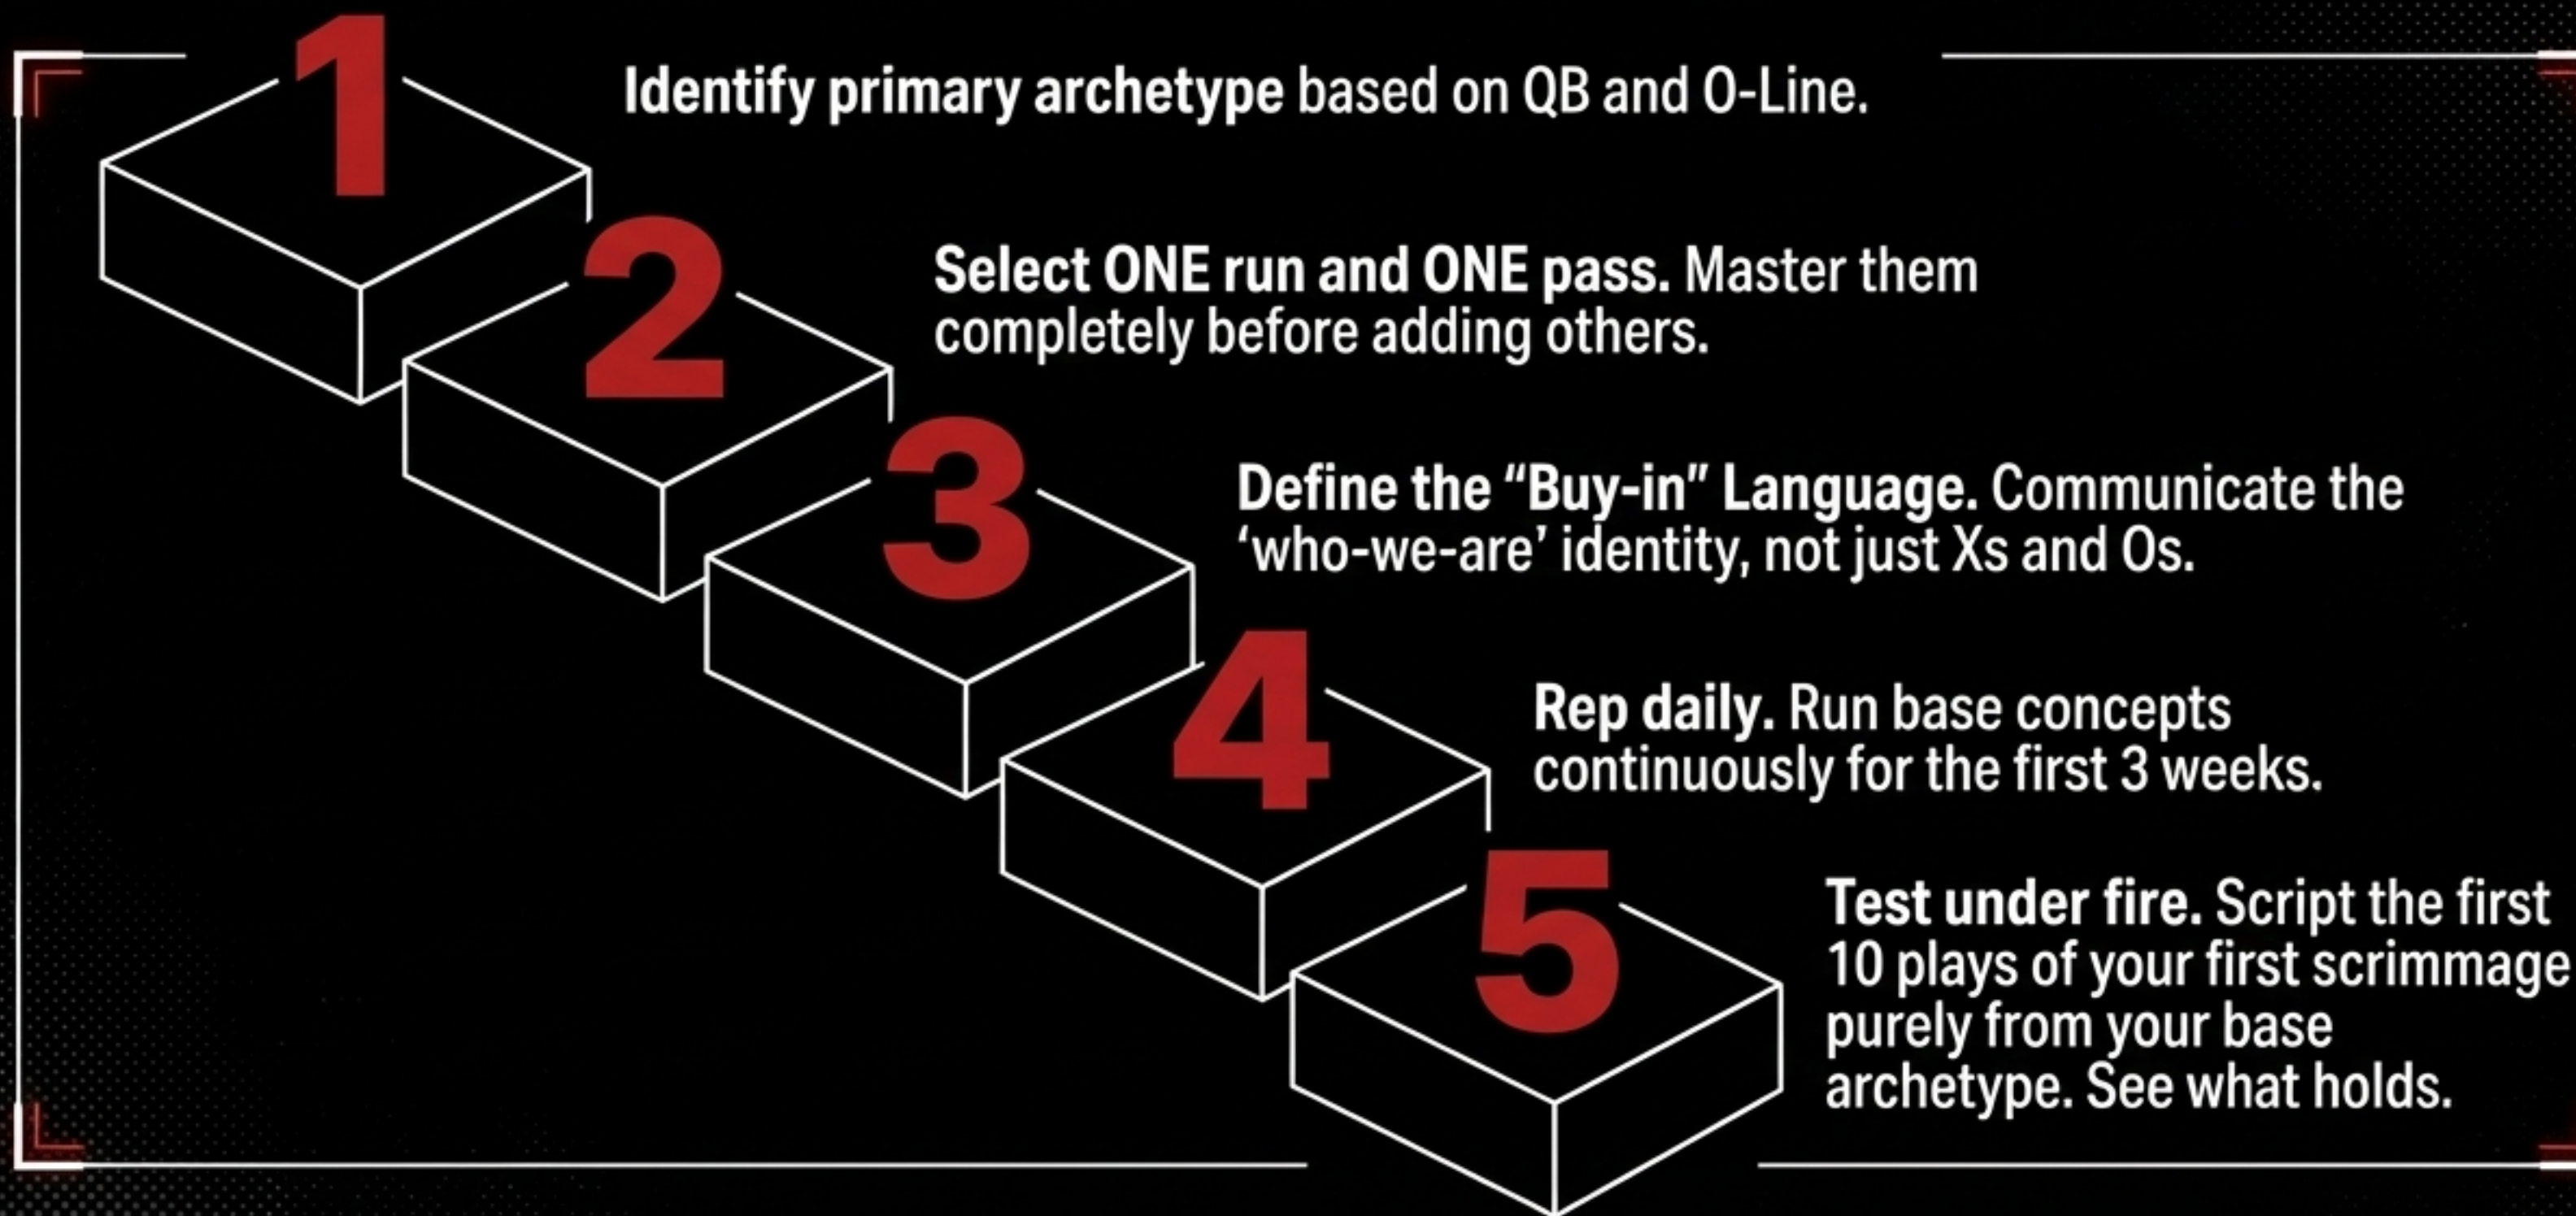 1
Identify primary archetype based on QB and O-Line.
2
Select ONE run and ONE pass. Master them
completely before adding others.
3
Define the “Buy-in” Language. Communicate the
‘who-we-are’ identity, not just Xs and Os.
4
Rep daily. Run base concepts
continuously for the first 3 weeks.
5
Test under fire. Script the first
10 plays of your first scrimmage
purely from your base
archetype. See what holds.